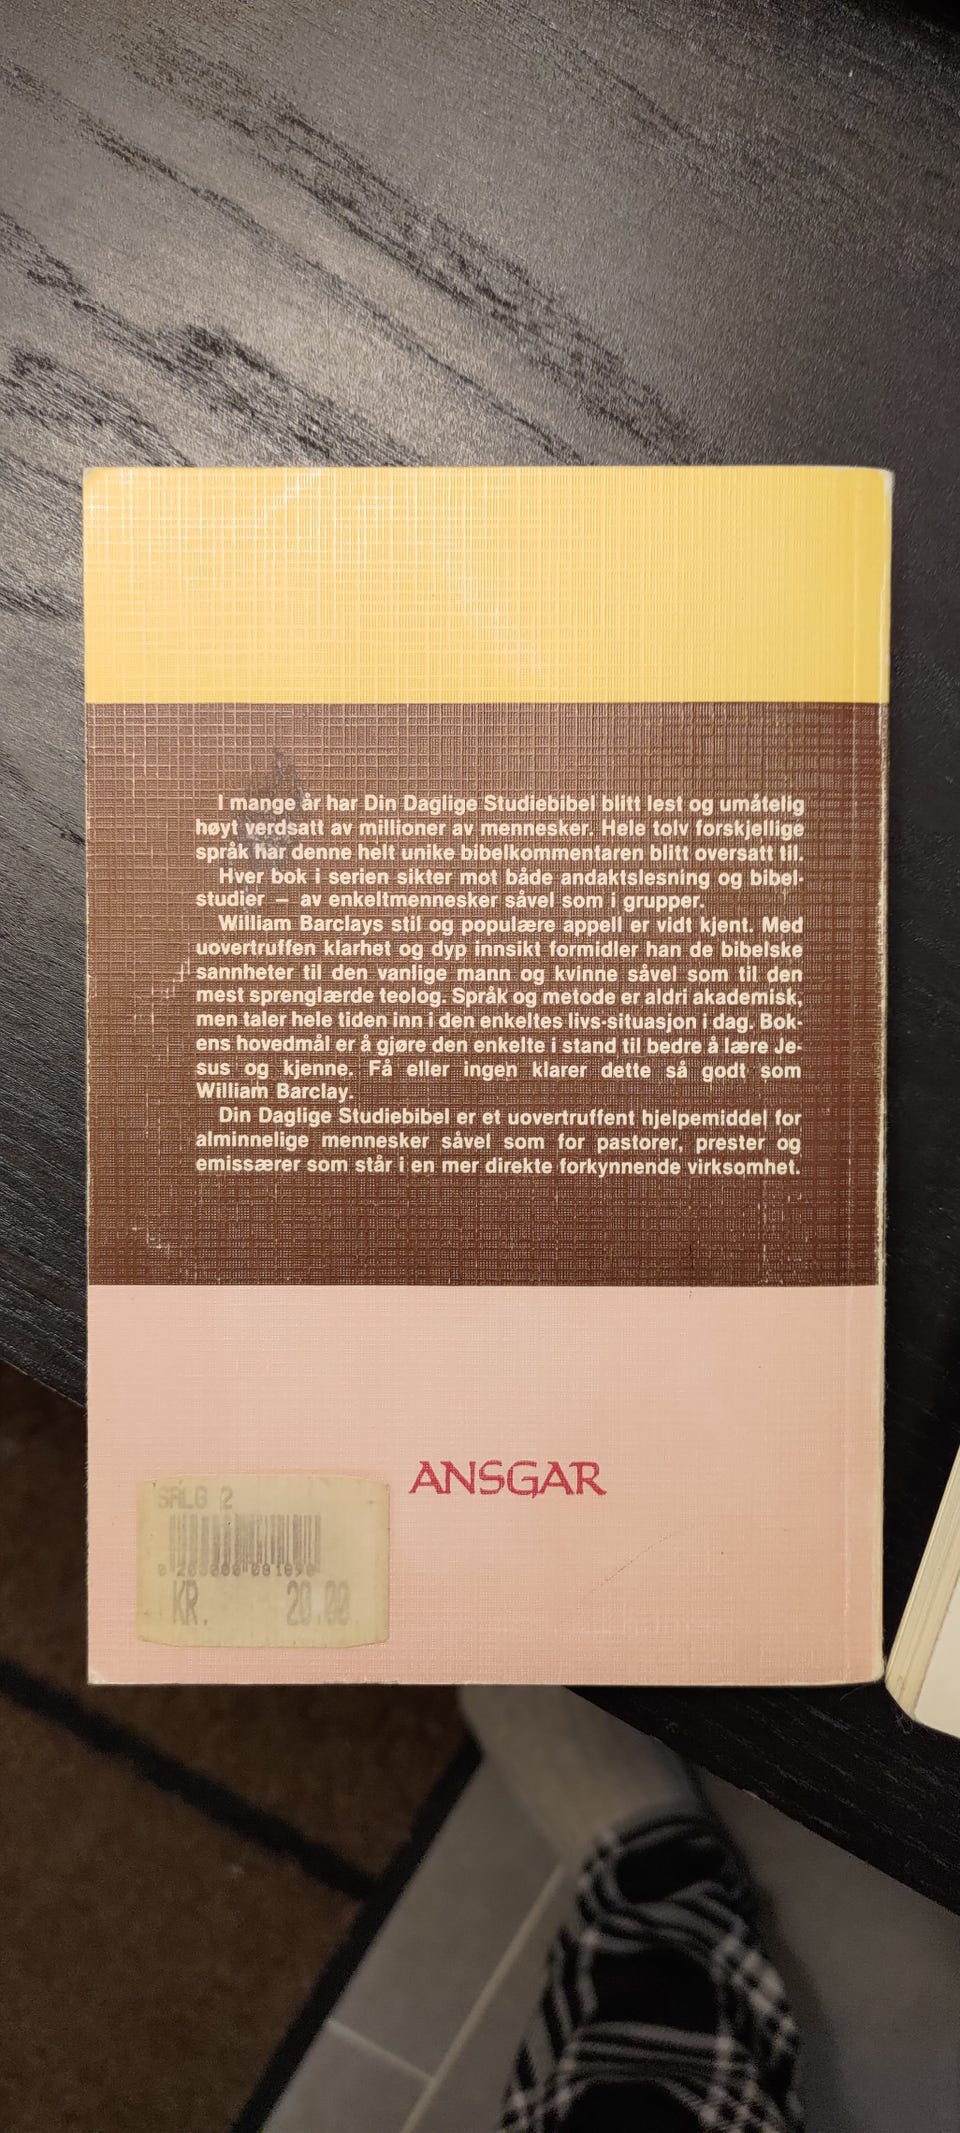 I mange år har Din Daglige Studiebibel blitt lest og umåtelig
høyt verdsatt av millioner av mennesker. Hele tolv forskjellige
språk har denne helt unike bibelkommentaren blitt oversatt til.
Hver bok i serien sikter mot både andaktslesning og bibel-
studier – av enkeltmennesker såvel som i grupper.
William Barclays stil og populære appell er vidt kjent. Med
uovertruffen klarhet og dyp innsikt formidler han de bibelske
sannheter til den vanlige mann og kvinne såvel som til den
mest sprenglærde teolog. Språk og metode er aldri akademisk,
men taler hele tiden inn i den enkeltes livs-situasjon i dag. Bok-
ens hovedmål er å gjøre den enkelte i stand til bedre å lære Je-
sus og kjenne. Få eller ingen klarer dette så godt som
William Barclay.
Din Daglige Studiebibel er et uovertruffent hjelpemiddel for
alminnelige mennesker såvel som for pastorer, prester og
emissærer som står i en mer direkte forkynnende virksomhet.
ANSGAR
SALG 2
KR. 20.00